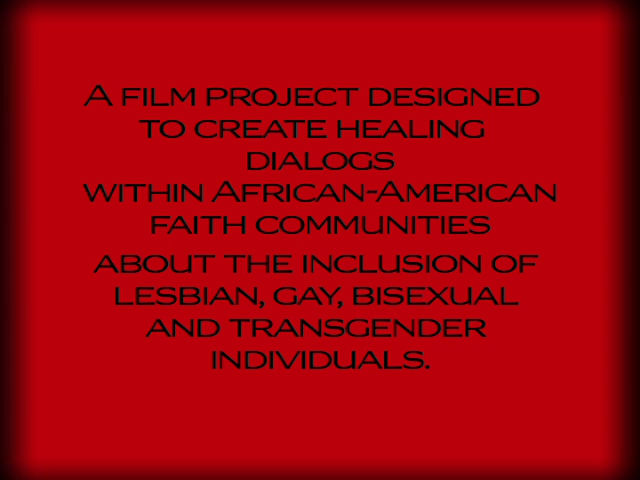 A FILM PROJECT DESIGNED
TO CREATE HEALING
DIALOGS
WITHIN AFRICAN-AMERICAN
FAITH COMMUNITIES
ABOUT THE INCLUSION OF
LESBIAN, GAY, BISEXUAL
AND TRANSGENDER
INDIVIDUALS.